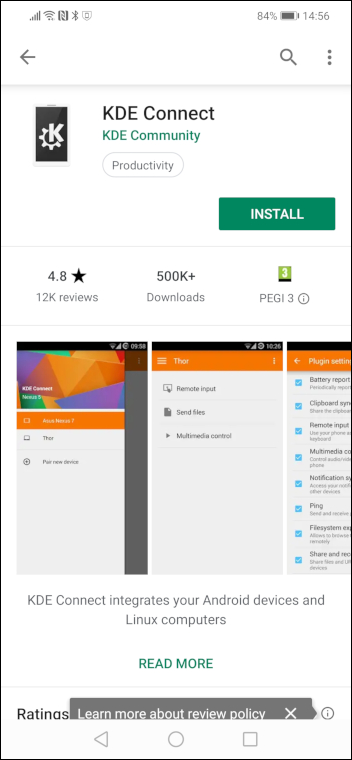 84% 14:56
KDE Connect
KDE Community
Productivity
INSTALL
4.8 ★
12K reviews
500K+
Downloads
3
PEGI 3
09:58
KDE Connect
Nexus 5
Asus Nexus 7
Thor
Pair new device
10:26
Thor
Remote input
Send files
Multimedia control
Plugin settin
Battery report
Periodically report
Clipboard syn
Share the clipboa
Remote input
Use your phone a
keyboard
Multimedia co
Control audio/vide
phone
Notification sy
Access your notif
other devices
Ping
Send and receive p
Filesystem exp
Allows to browse
remotely
Share and rec
Share files and UR
devices
KDE Connect integrates your Android devices and
Linux computers
READ MORE
Ratings
Learn more about review policy